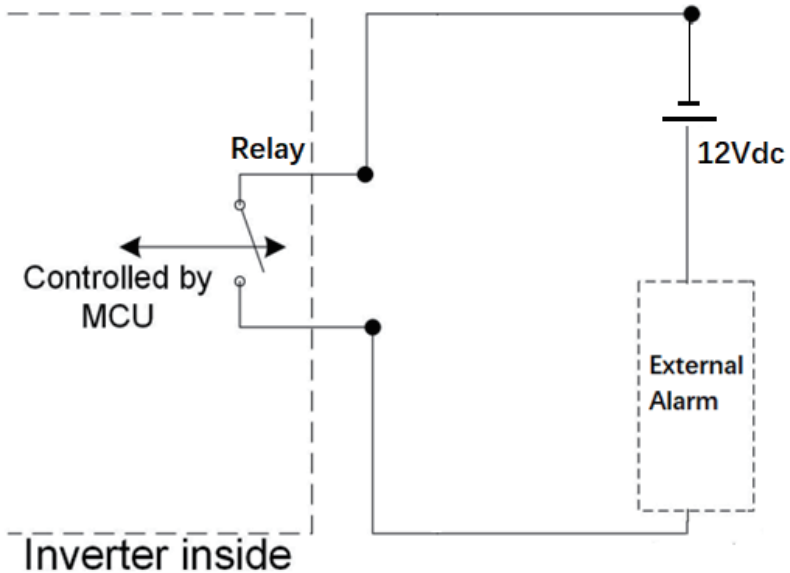 Relay
12Vdc
Controlled by
MCU
External
Alarm
Inverter inside